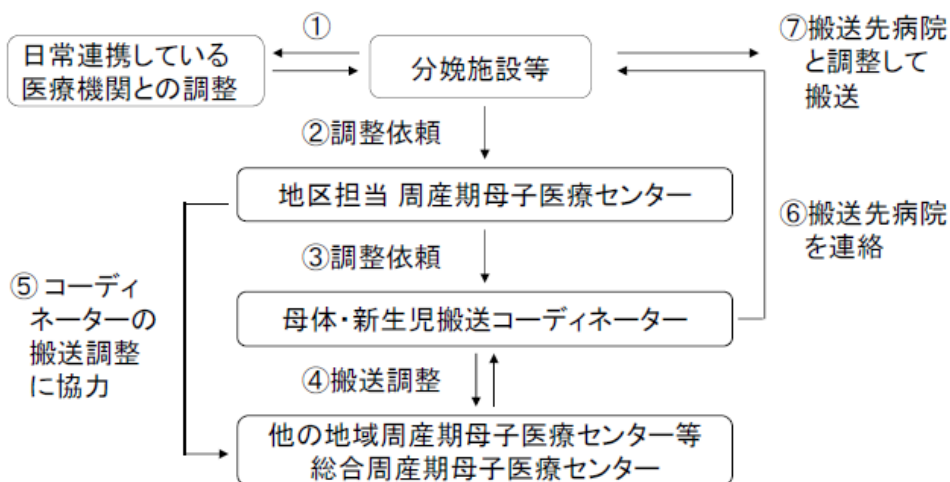 ①
日常連携している
医療機関との調整
分娩施設等
⑦搬送先病院
と調整して
搬送
②調整依頼
地区担当 周産期母子医療センター
⑥搬送先病院
を連絡
③調整依頼
⑤コーディ
ネーターの
搬送調整
に協力
母体・新生児搬送コーディネーター
④搬送調整
他の地域周産期母子医療センター等
総合周産期母子医療センター